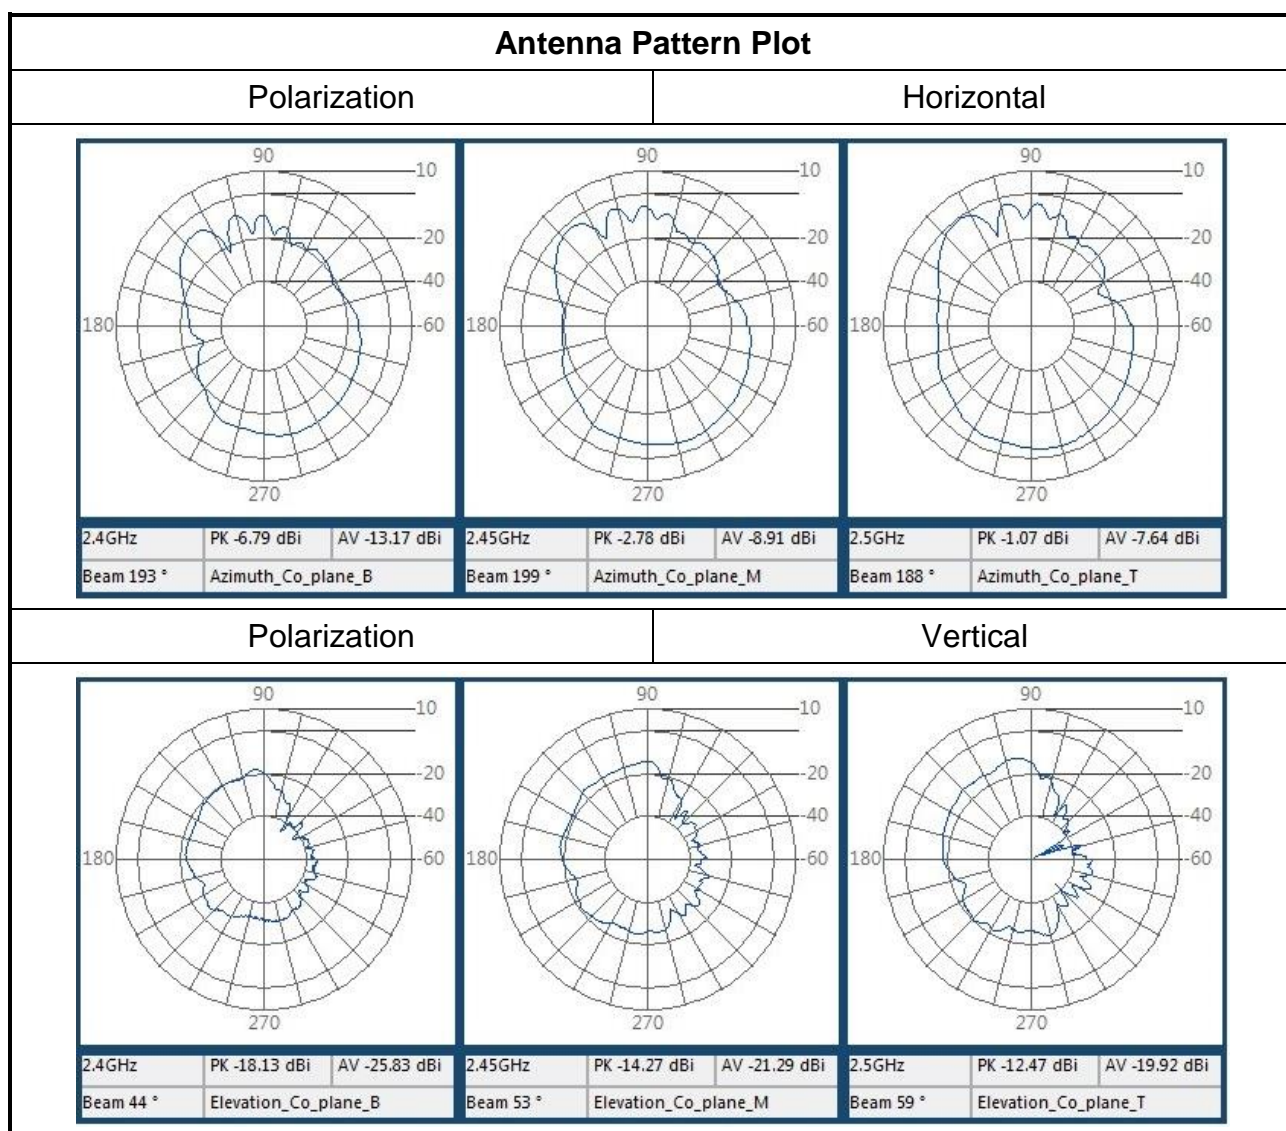 Antenna Pattern Plot
Polarization Horizontal
90 90 90
10 10 10
-20 -20 -20
-40 -40 -40
180 -60 180 -60 180 -60
270 270 270
2.4GHz PK -6.79 dBi AV -13.17 dBi 2.45GHz PK -2.78 dBi AV -8.91 dBi 2.5GHz PK -1.07 dBi AV -7.64 dBi
Beam 193 ° Azimuth_Co_plane_B Beam 199 ° Azimuth_Co_plane_M Beam 188 ° Azimuth_Co_plane_T
Polarization Vertical
90 90 90
10 10 10
-20 -20 -20
-40 -40 -40
180 -60 180 -60 180 -60
270 270 270
2.4GHz PK -18.13 dBi AV -25.83 dBi 2.45GHz PK -14.27 dBi AV -21.29 dBi 2.5GHz PK -12.47 dBi AV -19.92 dBi
Beam 44 ° Elevation_Co_plane_B Beam 53 ° Elevation_Co_plane_M Beam 59 ° Elevation_Co_plane_T